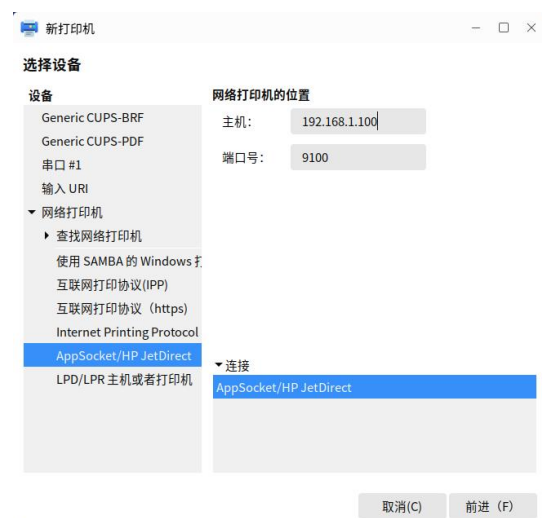 新打印机
选择设备
设备
Generic CUPS-BRF
Generic CUPS-PDF
串口 #1
输入 URI
网络打印机
查找网络打印机
使用 SAMBA 的 Windows 打
互联网打印协议(IPP)
互联网打印协议（https)
Internet Printing Protocol
AppSocket/HP JetDirect
LPD/LPR 主机或者打印机
网络打印机的位置
主机： 192.168.1.100
端口号： 9100
连接
AppSocket/HP JetDirect
取消(C) 前进（F）